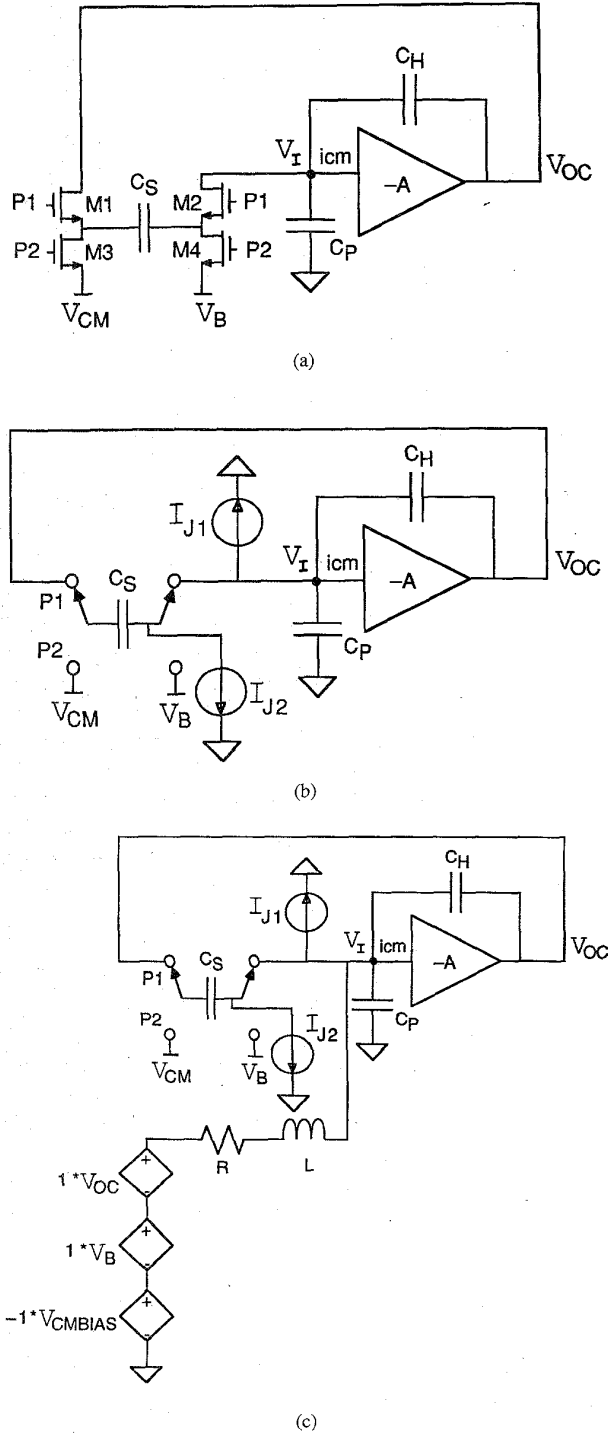 C_H
V_I
icm
-A
V_OC
P1
M1
C_S
M2
P1
P2
M3
M4
P2
C_P
V_CM
V_B
(a)
C_H
I_J1
V_I
icm
-A
V_OC
P1
C_S
C_P
P2
V_CM
V_B
I_J2
(b)
C_H
I_J1
V_I
icm
-A
V_OC
P1
C_S
C_P
P2
I_J2
V_CM
V_B
R
L
+
1*V_OC
-
+
1*V_B
-
+
-1*V_CMBIAS
-
(c)